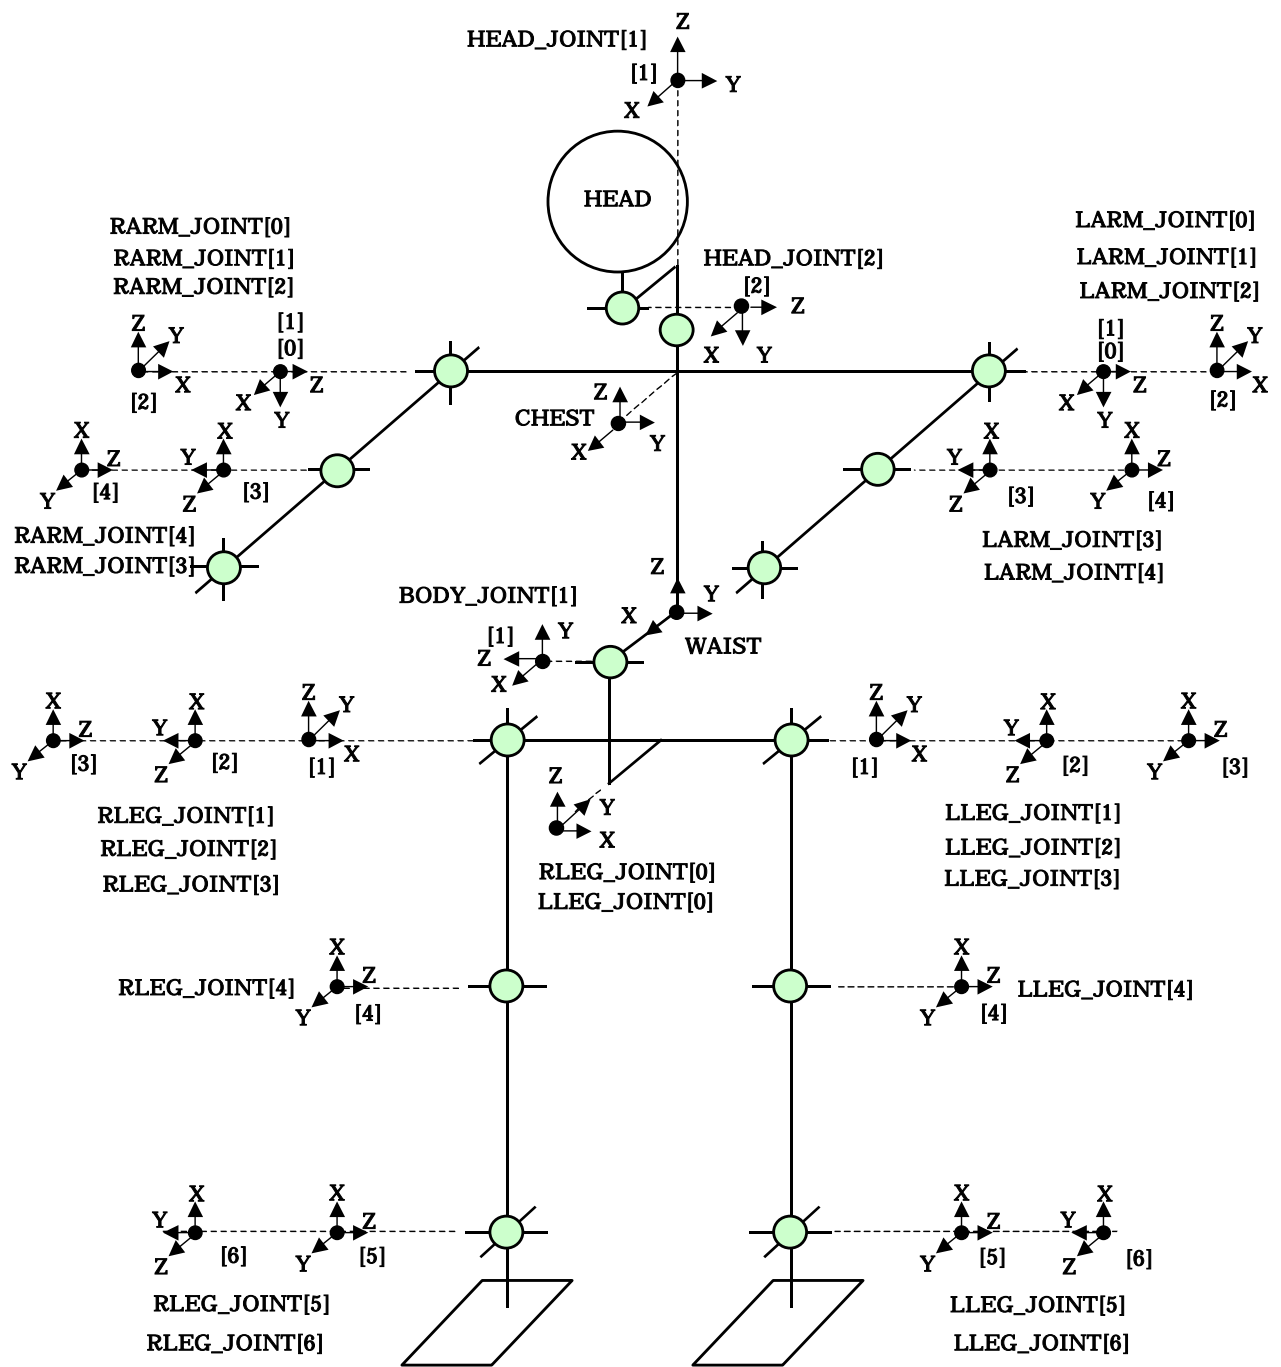 Z
HEAD_JOINT[1]
[1]
Y
X
HEAD
RARM_JOINT[0]
RARM_JOINT[1]
RARM_JOINT[2]
HEAD_JOINT[2]
[2]
Z
X
Y
LARM_JOINT[0]
LARM_JOINT[1]
LARM_JOINT[2]
Z
Y
X
[2]
[1]
[0]
Z
X
Y
[1]
[0]
Z
X
Y
Z
Y
X
[2]
CHEST
Z
Y
X
X
Z
Y
[4]
X
Y
Z
[3]
RARM_JOINT[4]
RARM_JOINT[3]
X
Y
Z
[3]
X
Z
Y
[4]
LARM_JOINT[3]
LARM_JOINT[4]
Z
Y
X
WAIST
BODY_JOINT[1]
[1]
Y
Z
X
X
Z
Y
[3]
X
Y
Z
[2]
Z
Y
X
[1]
Z
Y
X
[1]
X
Y
Z
[2]
X
Z
Y
[3]
RLEG_JOINT[1]
RLEG_JOINT[2]
RLEG_JOINT[3]
Z
Y
X
RLEG_JOINT[0]
LLEG_JOINT[0]
LLEG_JOINT[1]
LLEG_JOINT[2]
LLEG_JOINT[3]
RLEG_JOINT[4]
X
Z
Y
[4]
X
Z
Y
[4]
LLEG_JOINT[4]
X
Y
Z
[6]
X
Z
Y
[5]
X
Z
Y
[5]
X
Y
Z
[6]
RLEG_JOINT[5]
RLEG_JOINT[6]
LLEG_JOINT[5]
LLEG_JOINT[6]